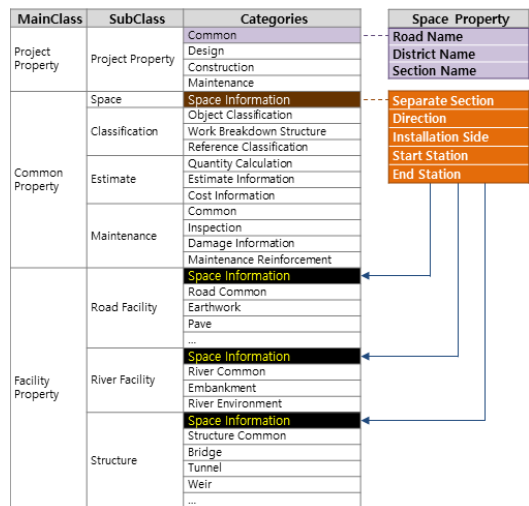 MainClass SubClass Categories
Project Property
Project Property
Common
Design
Construction
Maintenance
Common Property
Space
Space Information
Classification
Object Classification
Work Breakdown Structure
Reference Classification
Estimate
Quantity Calculation
Estimate Information
Cost Information
Maintenance
Common
Inspection
Damage Information
Maintenance Reinforcement
Facility Property
Road Facility
Space Information
Road Common
Earthwork
Pave
...
River Facility
Space Information
River Common
Embankment
River Environment
Structure
Space Information
Structure Common
Bridge
Tunnel
Weir
...
Space Property
Road Name
District Name
Section Name
Separate Section
Direction
Installation Side
Start Station
End Station